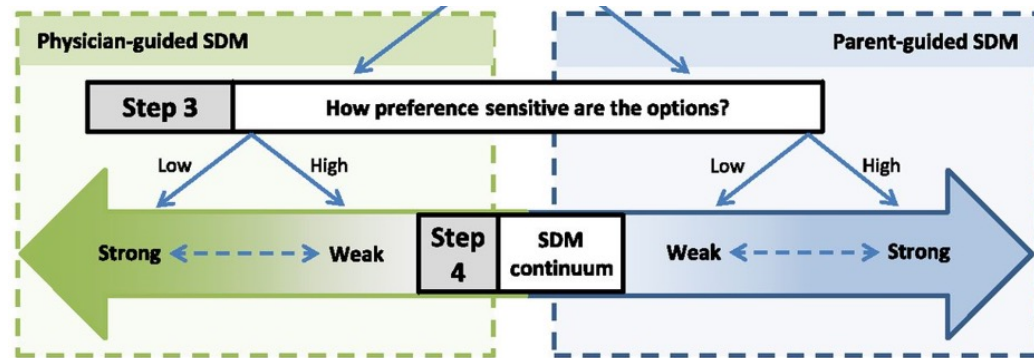 Physician-guided SDM
Parent-guided SDM
Step 3
How preference sensitive are the options?
Low
High
Low
High
Strong
Weak
Step
4
SDM
continuum
Weak
Strong